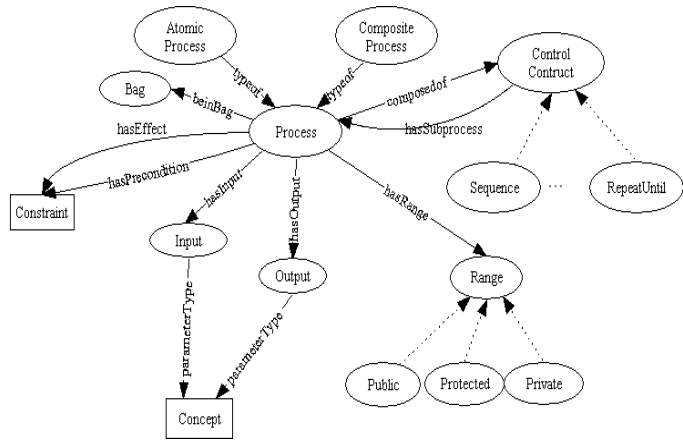 Atomic
Process
Composite
Process
Control
Contruct
Bag
typeof
typeof
beinBag
composedof
Process
hasSubprocess
hasEffect
hasPrecondition
hasInput
hasOutput
hasRange
Sequence
...
RepeatUntil
Constraint
Input
Output
Range
parameterType
parameterType
Public
Protected
Private
Concept